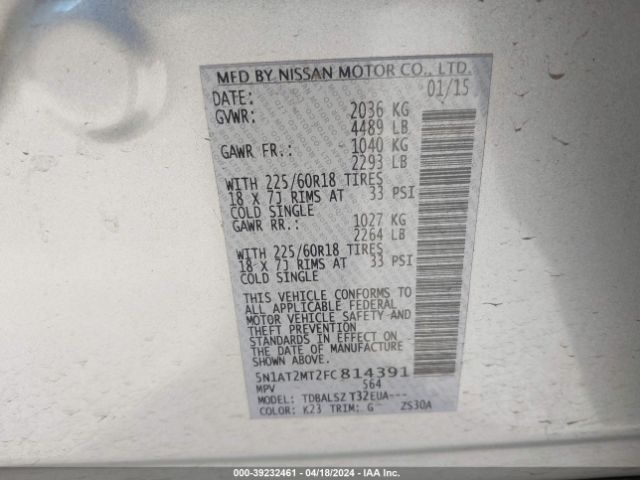 MFD BY NISSAN MOTOR CO., LTD.
DATE: 01/15
GVWR: 2036 KG
4489 LB
GAWR FR.: 1040 KG
2293 LB
WITH 225/60R18 TIRES
18 X 7J RIMS AT 33 PSI
COLD SINGLE
GAWR RR.: 1027 KG
2264 LB
WITH 225/60R18 TIRES
18 X 7J RIMS AT 33 PSI
COLD SINGLE
THIS VEHICLE CONFORMS TO
ALL APPLICABLE FEDERAL
MOTOR VEHICLE SAFETY AND
THEFT PREVENTION
STANDARDS IN EFFECT ON
THE DATE OF MANUFACTURE
SHOWN ABOVE.
5N1AT2MT2FC814391
MPV 564
MODEL: TDBALSZ T32EUA---
COLOR: K23 TRIM: G ZS30A
000-39232461 - 04/18/2024 - IAA Inc.